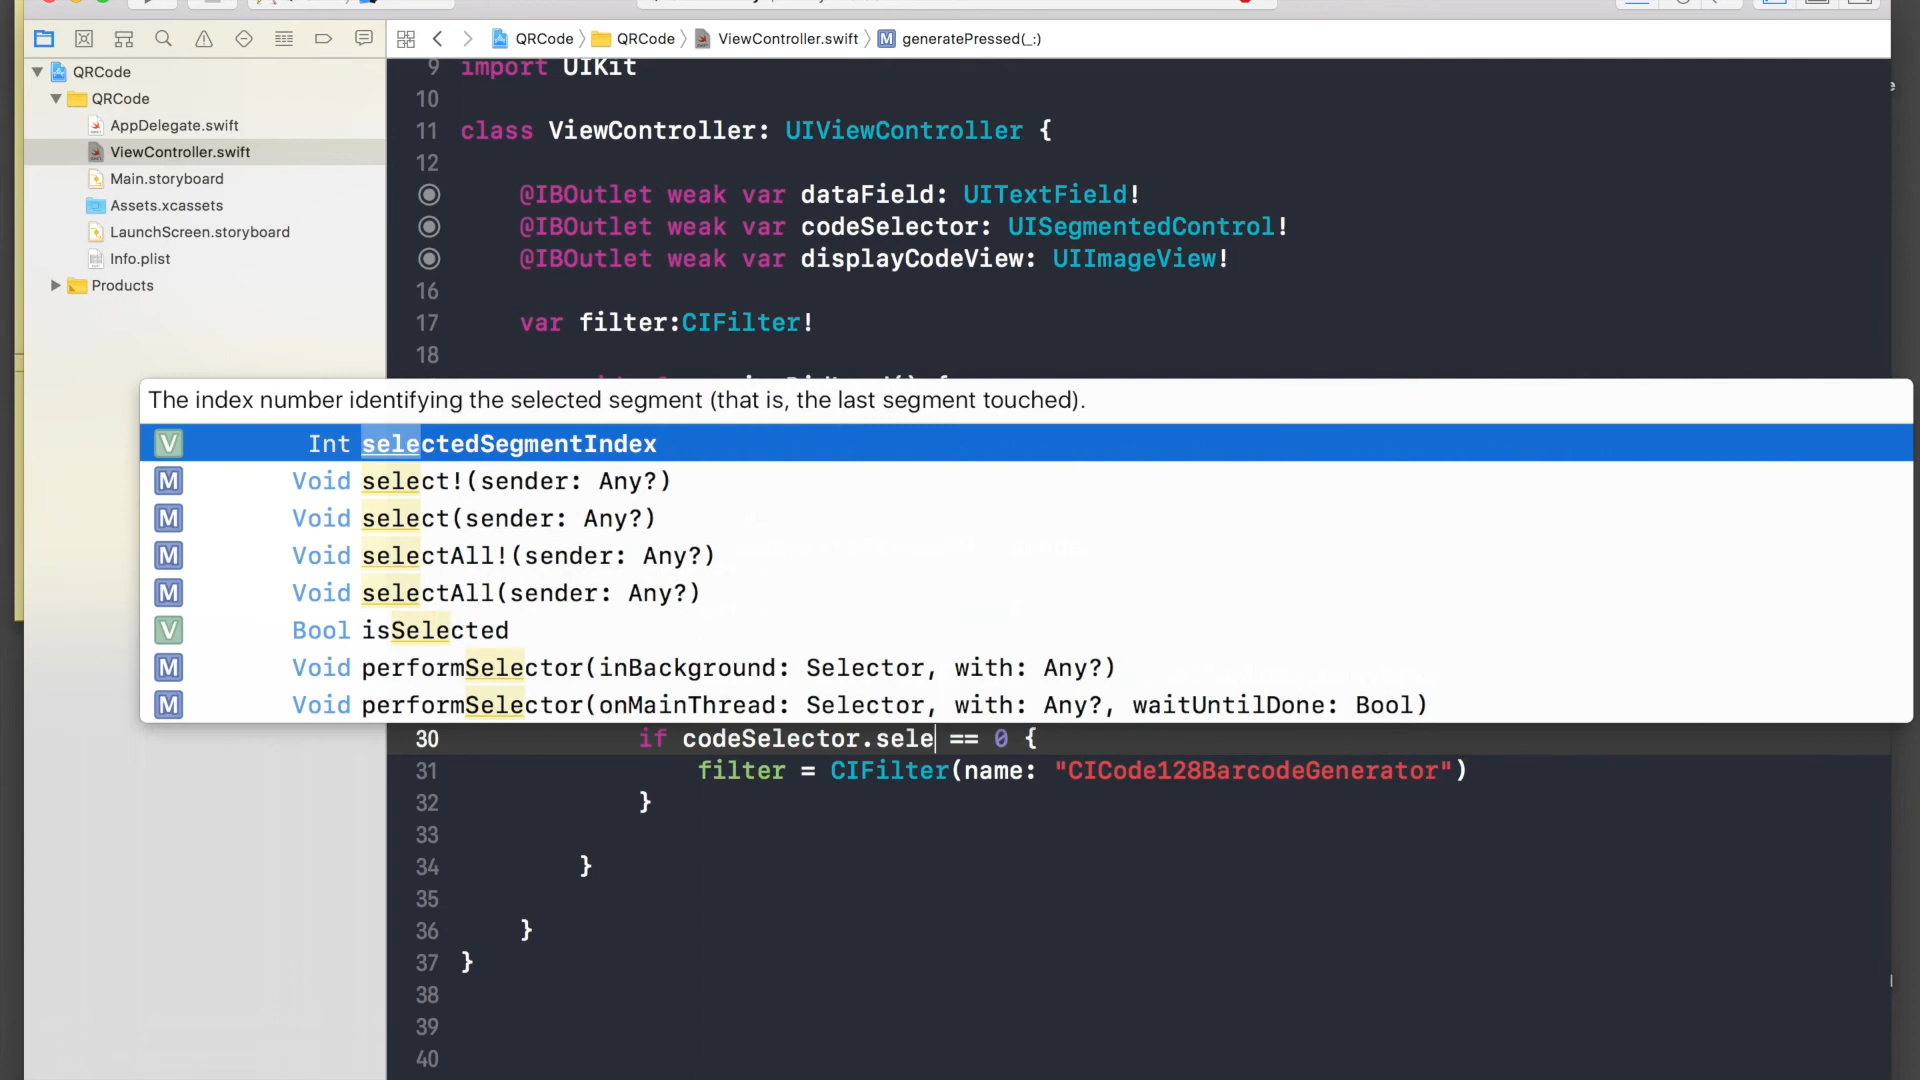 QRCode
QRCode
ViewController.swift
generatePressed(_:)
QRCode
QRCode
AppDelegate.swift
ViewController.swift
Main.storyboard
Assets.xcassets
LaunchScreen.storyboard
Info.plist
Products
9 import UIKit
10
11 class ViewController: UIViewController {
12
@IBOutlet weak var dataField: UITextField!
@IBOutlet weak var codeSelector: UISegmentedControl!
@IBOutlet weak var displayCodeView: UIImageView!
16
17 var filter:CIFilter!
18
The index number identifying the selected segment (that is, the last segment touched).
V Int selectedSegmentIndex
M Void select!(sender: Any?)
M Void select(sender: Any?)
M Void selectAll!(sender: Any?)
M Void selectAll(sender: Any?)
V Bool isSelected
M Void performSelector(inBackground: Selector, with: Any?)
M Void performSelector(onMainThread: Selector, with: Any?, waitUntilDone: Bool)
30 if codeSelector.sele == 0 {
31 filter = CIFilter(name: "CICode128BarcodeGenerator")
32 }
33
34 }
35
36 }
37 }
38
39
40